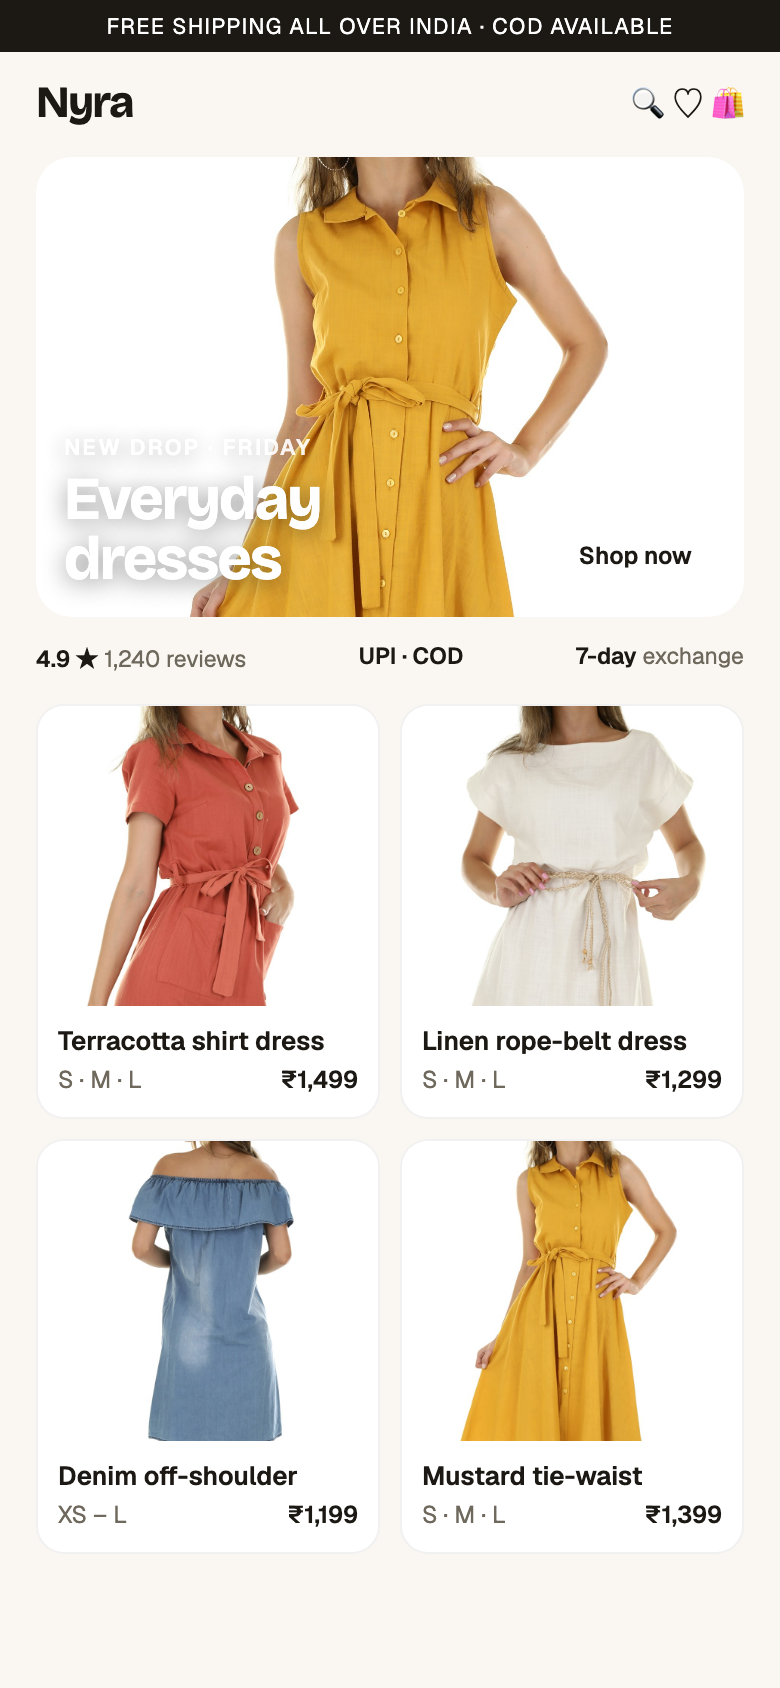 FREE SHIPPING ALL OVER INDIA · COD AVAILABLE
Nyra
NEW DROP · FRIDAY
Everyday
dresses
Shop now
4.9 ★ 1,240 reviews
UPI · COD
7-day exchange
Terracotta shirt dress
S · M · L ₹1,499
Linen rope-belt dress
S · M · L ₹1,299
Denim off-shoulder
XS – L ₹1,199
Mustard tie-waist
S · M · L ₹1,399